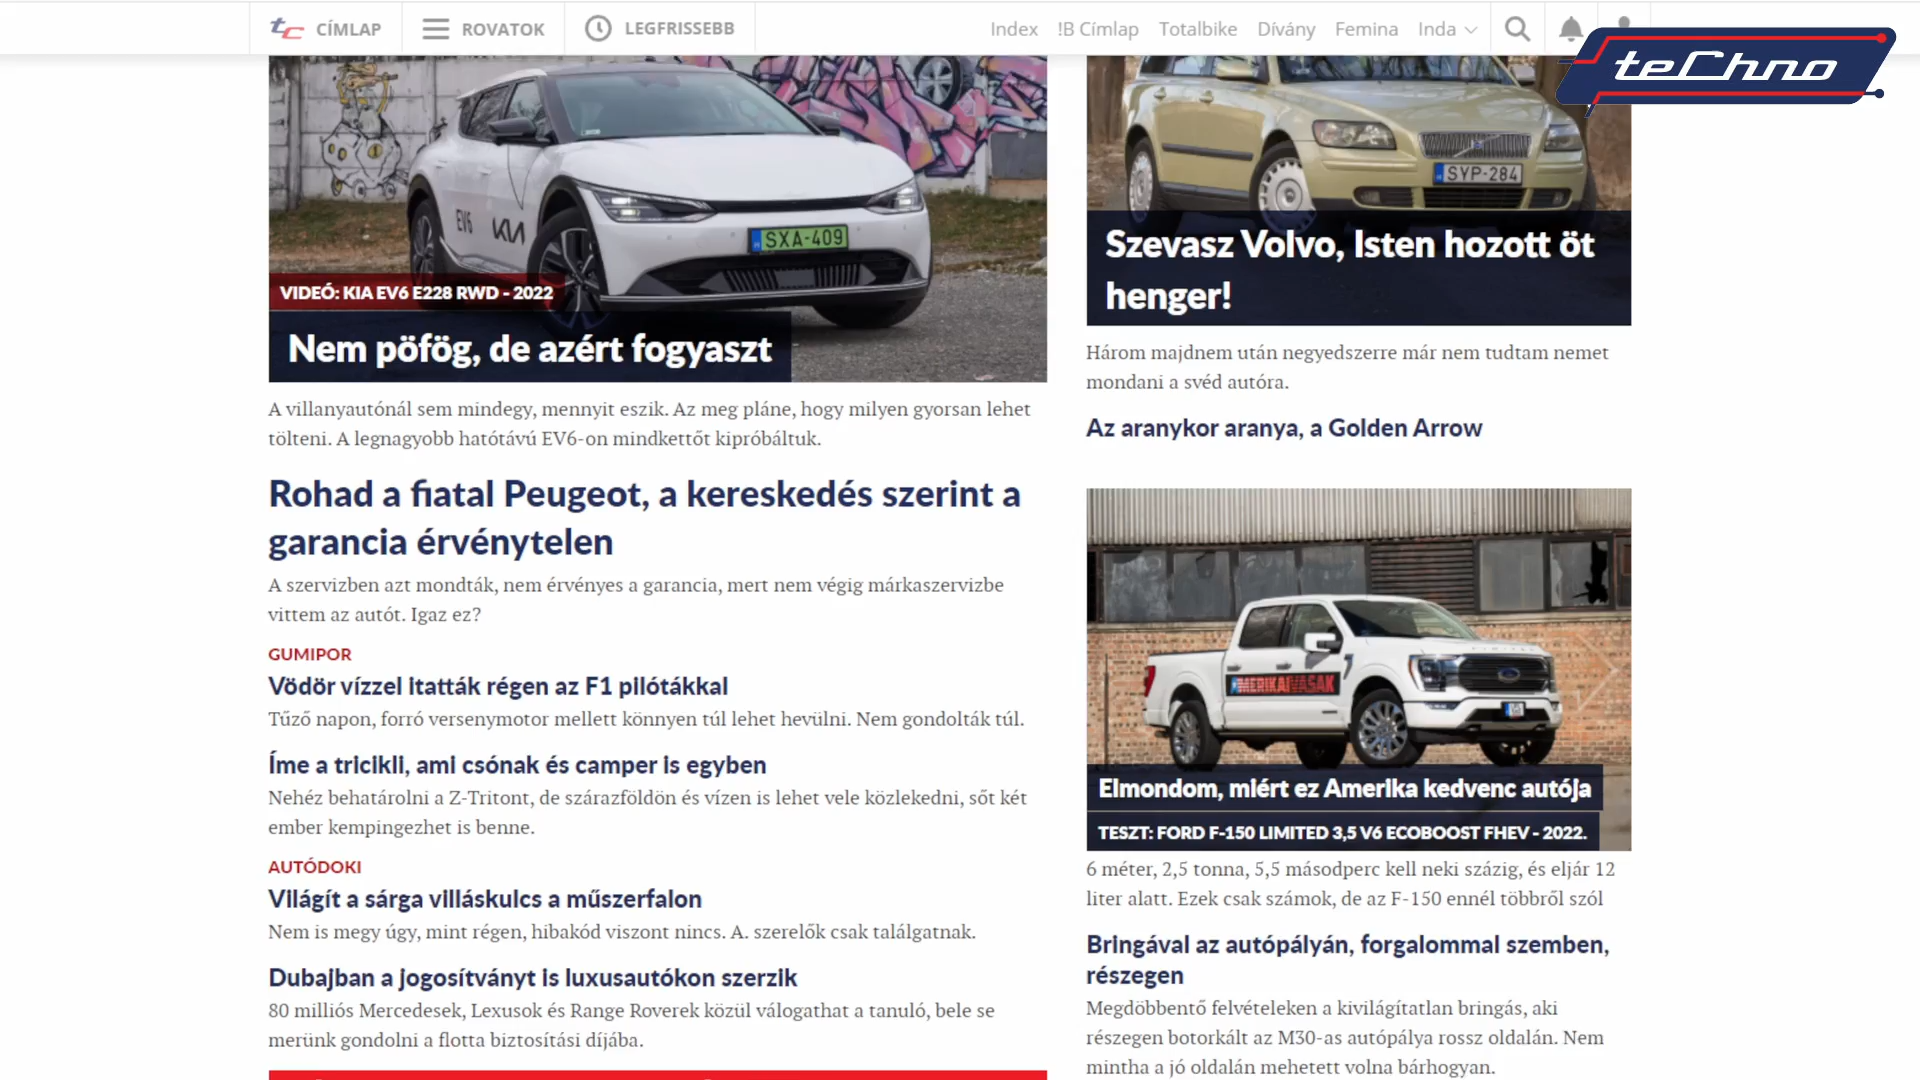 tc CÍMLAP
ROVATOK
LEGFRISSEBB
Index
!B Címlap
Totalbike
Dívány
Femina
Inda
teChno
EV6
KIA
SXA-409
VIDEÓ: KIA EV6 E228 RWD - 2022
Nem pöfög, de azért fogyaszt
A villanyautónál sem mindegy, mennyit eszik. Az meg pláne, hogy milyen gyorsan lehet
tölteni. A legnagyobb hatótávú EV6-on mindkettőt kipróbáltuk.
Rohad a fiatal Peugeot, a kereskedés szerint a
garancia érvénytelen
A szervizben azt mondták, nem érvényes a garancia, mert nem végig márkaszervizbe
vittem az autót. Igaz ez?
GUMIPOR
Vödör vízzel itatták régen az F1 pilótákkal
Tűző napon, forró versenymotor mellett könnyen túl lehet hevülni. Nem gondolták túl.
Íme a tricikli, ami csónak és camper is egyben
Nehéz behatárolni a Z-Tritont, de szárazföldön és vízen is lehet vele közlekedni, sőt két
ember kempingezhet is benne.
AUTÓDOKI
Világít a sárga villáskulcs a műszerfalon
Nem is megy úgy, mint régen, hibakód viszont nincs. A. szerelők csak találgatnak.
Dubajban a jogosítványt is luxusautókon szerzik
80 milliós Mercedesek, Lexusok és Range Roverek közül válogathat a tanuló, bele se
merünk gondolni a flotta biztosítási díjába.
SYP-284
Szevasz Volvo, Isten hozott öt
henger!
Három majdnem után negyedszerre már nem tudtam nemet
mondani a svéd autóra.
Az aranykor aranya, a Golden Arrow
AMERIKAIVASAK
Elmondom, miért ez Amerika kedvenc autója
TESZT: FORD F-150 LIMITED 3,5 V6 ECOBOOST FHEV - 2022.
6 méter, 2,5 tonna, 5,5 másodperc kell neki százig, és eljár 12
liter alatt. Ezek csak számok, de az F-150 ennél többről szól
Bringával az autópályán, forgalommal szemben,
részegen
Megdöbbentő felvételeken a kivilágítatlan bringás, aki
részegen botorkált az M30-as autópálya rossz oldalán. Nem
mintha a jó oldalán mehetett volna bárhogyan.